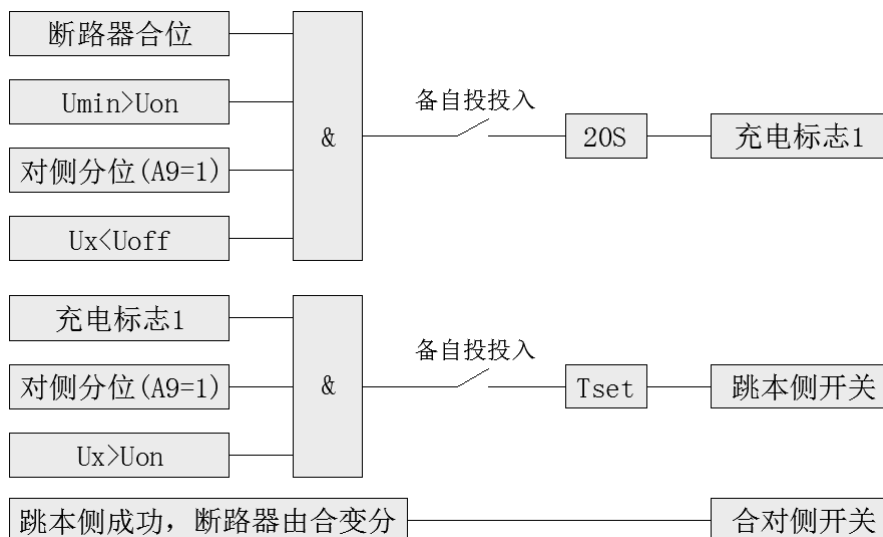 断路器合位
Umin>Uon
对侧分位(A9=1)
Ux<Uoff
&
备自投投入
20S
充电标志1
充电标志1
对侧分位(A9=1)
Ux>Uon
&
备自投投入
Tset
跳本侧开关
跳本侧成功，断路器由合变分
合对侧开关